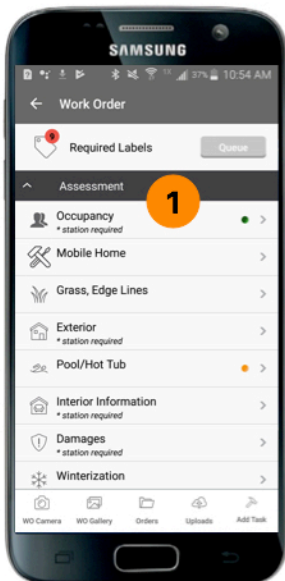 SAMSUNG
37% 10:54 AM
Work Order
9
Required Labels
Queue
Assessment
1
Occupancy
* station required
Mobile Home
Grass, Edge Lines
Exterior
* station required
Pool/Hot Tub
Interior Information
* station required
Damages
* station required
Winterization
WO Camera WO Gallery Orders Uploads Add Task